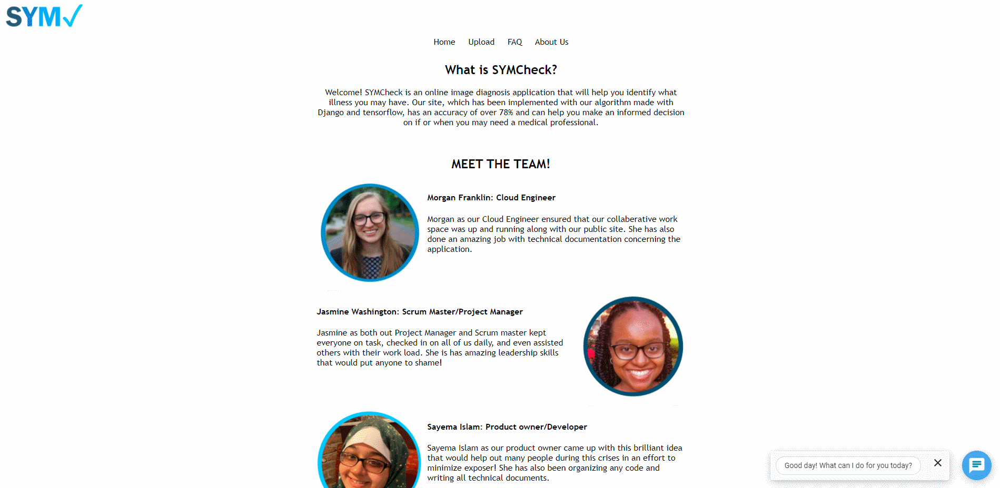 SYM✓
Home Upload FAQ About Us
What is SYMCheck?
Welcome! SYMCheck is an online image diagnosis application that will help you identify what
illness you may have. Our site, which has been implemented with our algorithm made with
Django and tensorflow, has an accuracy of over 78% and can help you make an informed decision
on if or when you may need a medical professional.
MEET THE TEAM!
Morgan Franklin: Cloud Engineer
Morgan as our Cloud Engineer ensured that our collaberative work
space was up and running along with our public site. She has also
done an amazing job with technical documentation concerning the
application.
Jasmine Washington: Scrum Master/Project Manager
Jasmine as both out Project Manager and Scrum master kept
everyone on task, checked in on all of us daily, and even assisted
others with their work load. She is has amazing leadership skills
that would put anyone to shame!
Sayema Islam: Product owner/Developer
Sayema Islam as our product owner came up with this brilliant idea
that would help out many people during this crises in an effort to
minimize exposer! She has also been organizing any code and
writing all technical documents.
Good day! What can I do for you today?